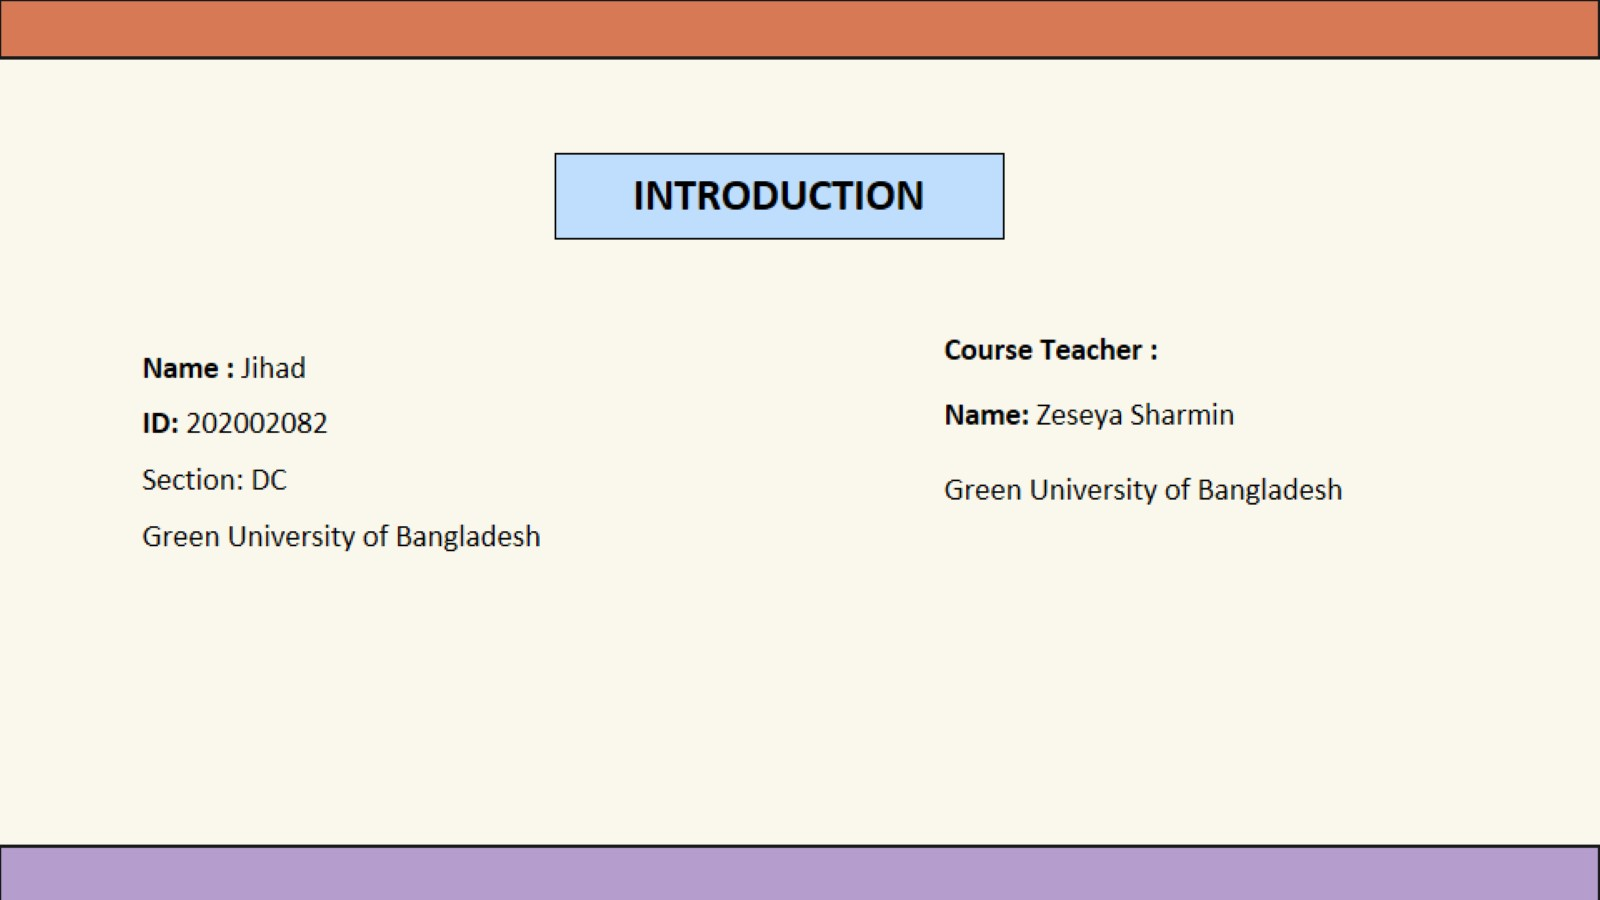 INTRODUCTION
Name : Jihad
ID: 202002082
Section: DC
Green University of Bangladesh
Course Teacher :
Name: Zeseya Sharmin
Green University of Bangladesh